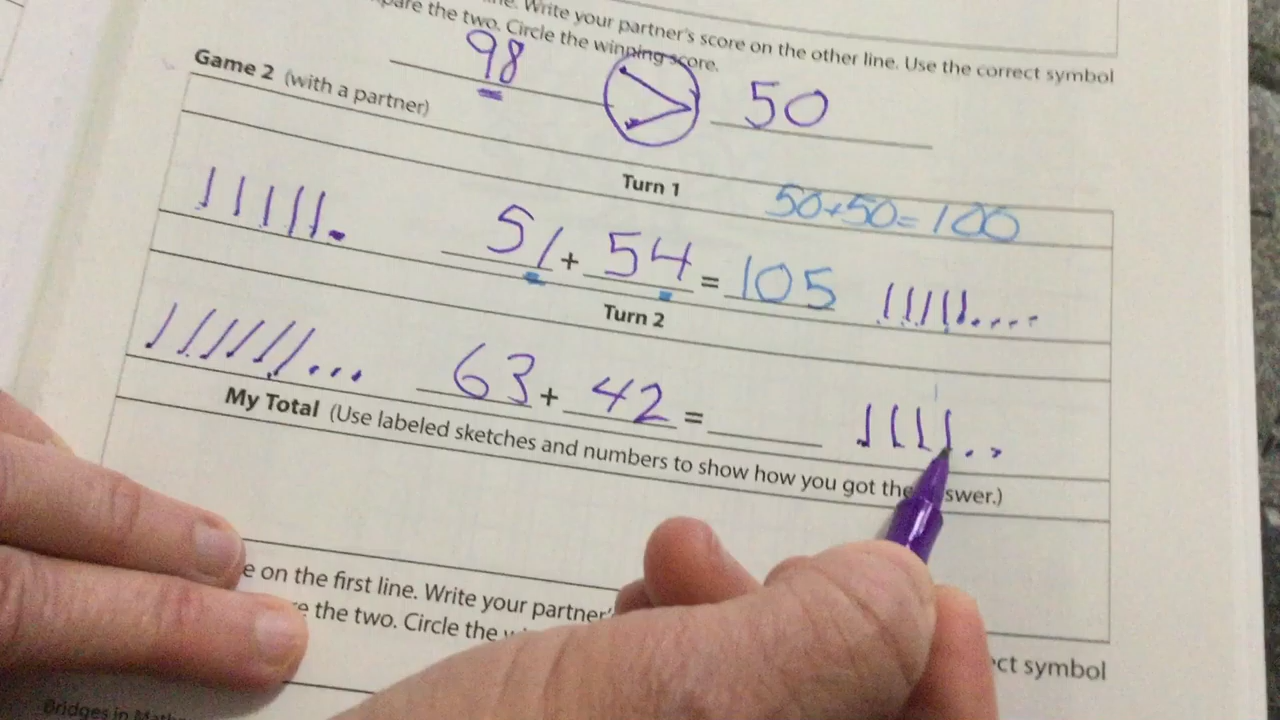 Write your partner's score on the other line. Use the correct symbol
the two. Circle the winning score.
98 > 50
Game 2 (with a partner)
Turn 1
50+50=100
51 + 54 = 105
Turn 2
63 + 42 =
My Total (Use labeled sketches and numbers to show how you got the answer.)
e on the first line. Write your partner'
the two. Circle the
ct symbol
Bridges in